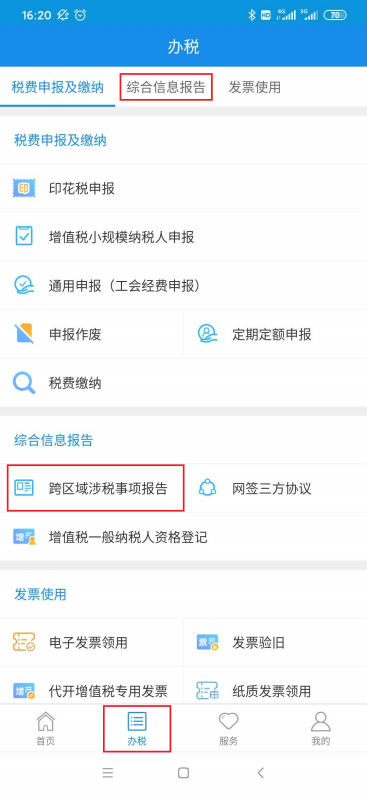 16:20 HD 4G 3G 70
办税
税费申报及缴纳 综合信息报告 发票使用
税费申报及缴纳
印 印花税申报
增值税小规模纳税人申报
通用申报（工会经费申报）
申报作废 定期定额申报
税费缴纳
综合信息报告
跨区域涉税事项报告 网签三方协议
增值税一般纳税人资格登记
发票使用
电子发票领用 发票验旧
代开增值税专用发票 纸质发票领用
首页 办税 服务 我的